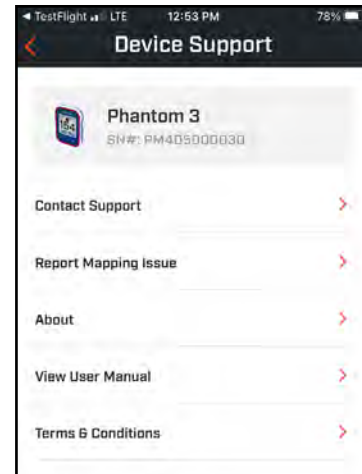 TestFlight LTE 12:53 PM 78%
Device Support
Phantom 3
SN#: PM405000030
Contact Support
Report Mapping Issue
About
View User Manual
Terms & Conditions